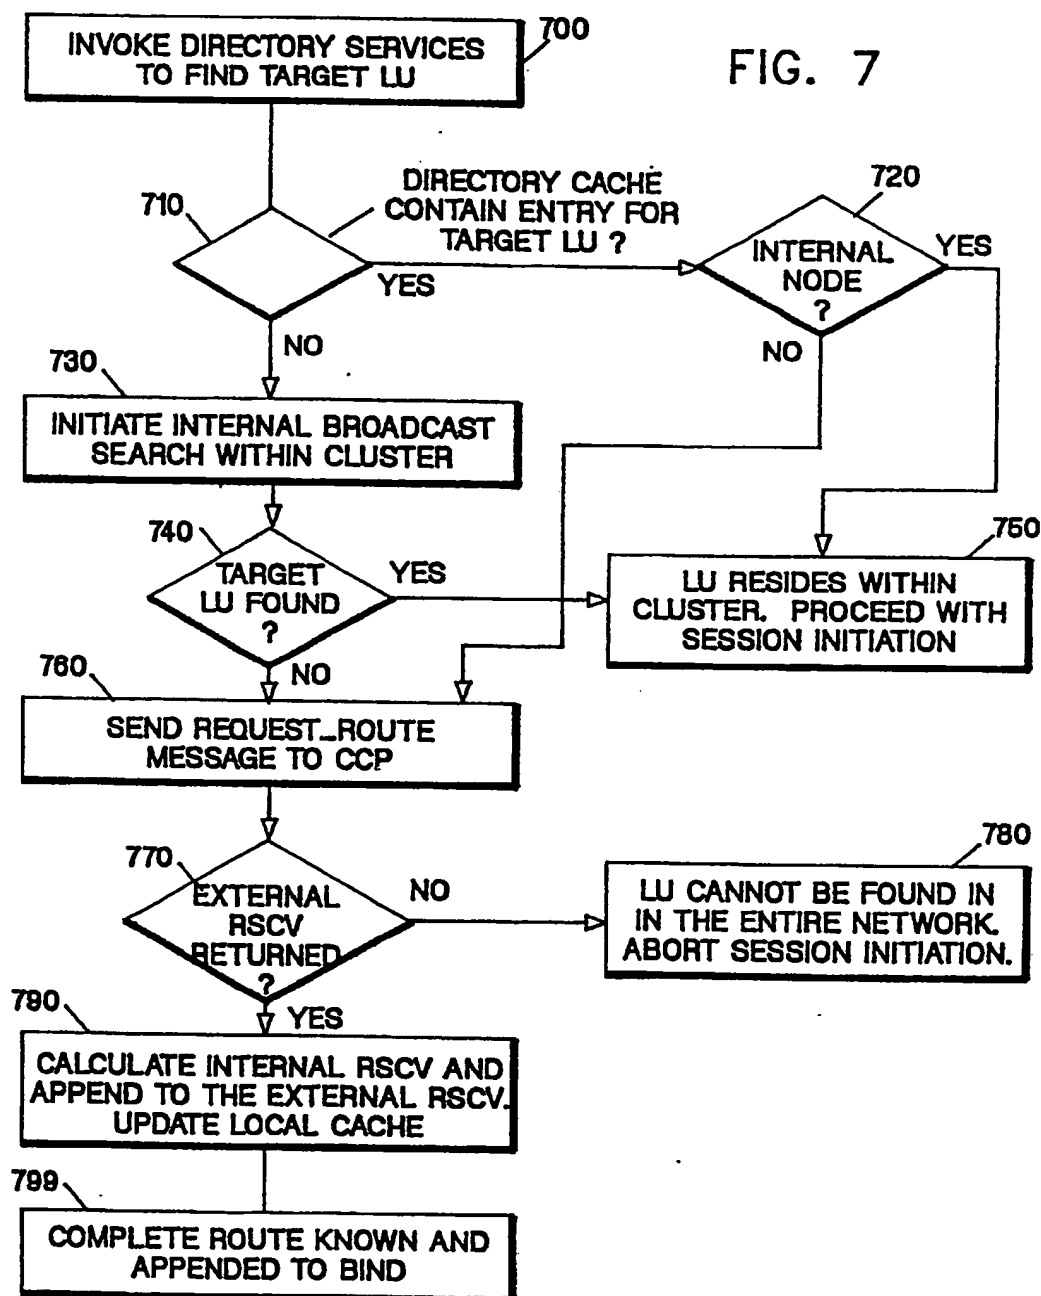 700
INVOKE DIRECTORY SERVICES
TO FIND TARGET LU
FIG. 7
710
DIRECTORY CACHE
CONTAIN ENTRY FOR
TARGET LU ?
YES
NO
720
INTERNAL
NODE
?
YES
NO
730
INITIATE INTERNAL BROADCAST
SEARCH WITHIN CLUSTER
740
TARGET
LU FOUND
?
YES
NO
750
LU RESIDES WITHIN
CLUSTER. PROCEED WITH
SESSION INITIATION
760
SEND REQUEST_ROUTE
MESSAGE TO CCP
770
EXTERNAL
RSCV
RETURNED
?
NO
YES
780
LU CANNOT BE FOUND IN
IN THE ENTIRE NETWORK.
ABORT SESSION INITIATION.
790
CALCULATE INTERNAL RSCV AND
APPEND TO THE EXTERNAL RSCV.
UPDATE LOCAL CACHE
799
COMPLETE ROUTE KNOWN AND
APPENDED TO BIND